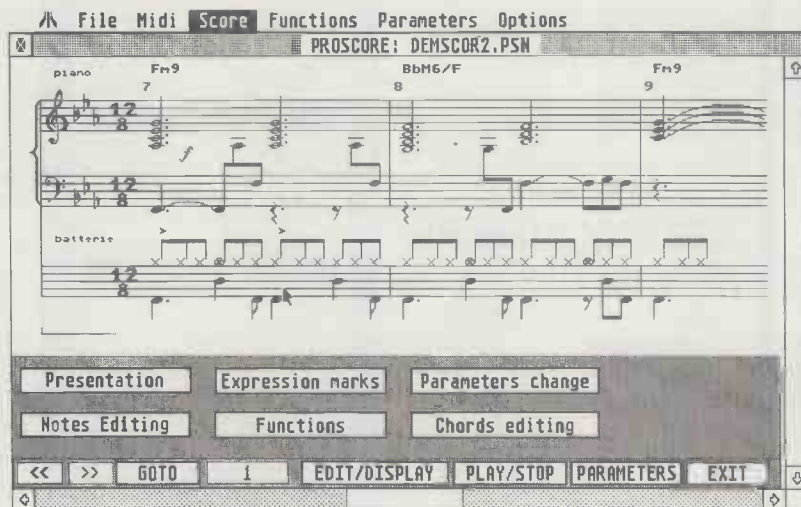 File Midi Score Functions Parameters Options
PROSCORE: DEMSCOR2.PSN
piano Fm9 BbM6/F Fm9
7 8 9
12 8
12 8
batterie
12 8
Presentation Expression marks Parameters change
Notes Editing Functions Chords editing
<< >> GOTO 1 EDIT/DISPLAY PLAY/STOP PARAMETERS EXIT